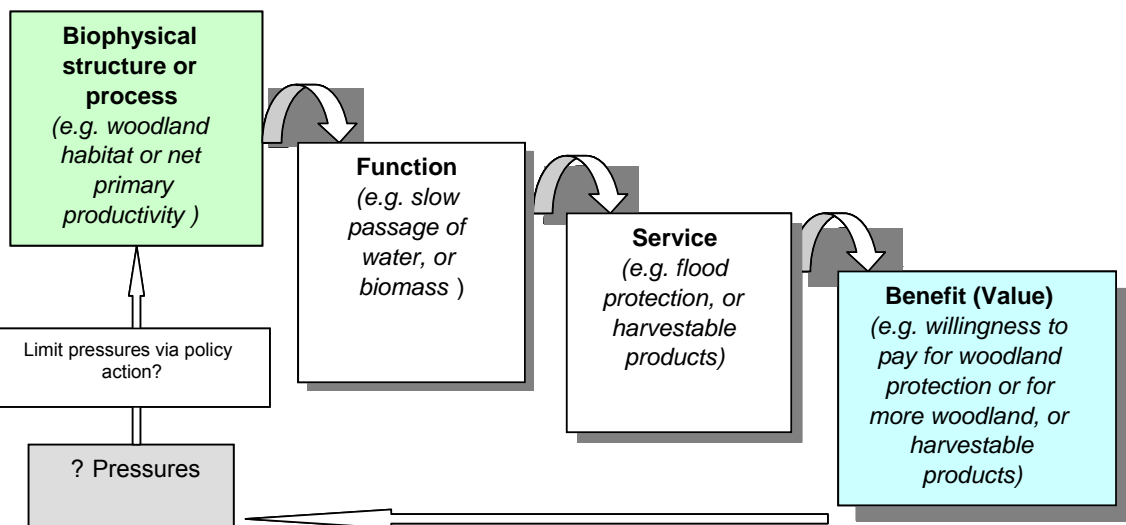 Biophysical
structure or
process
(e.g. woodland
habitat or net
primary
productivity )
Function
(e.g. slow
passage of
water, or
biomass )
Service
(e.g. flood
protection, or
harvestable
products)
Benefit (Value)
(e.g. willingness to
pay for woodland
protection or for
more woodland, or
harvestable
products)
Limit pressures via policy
action?
? Pressures